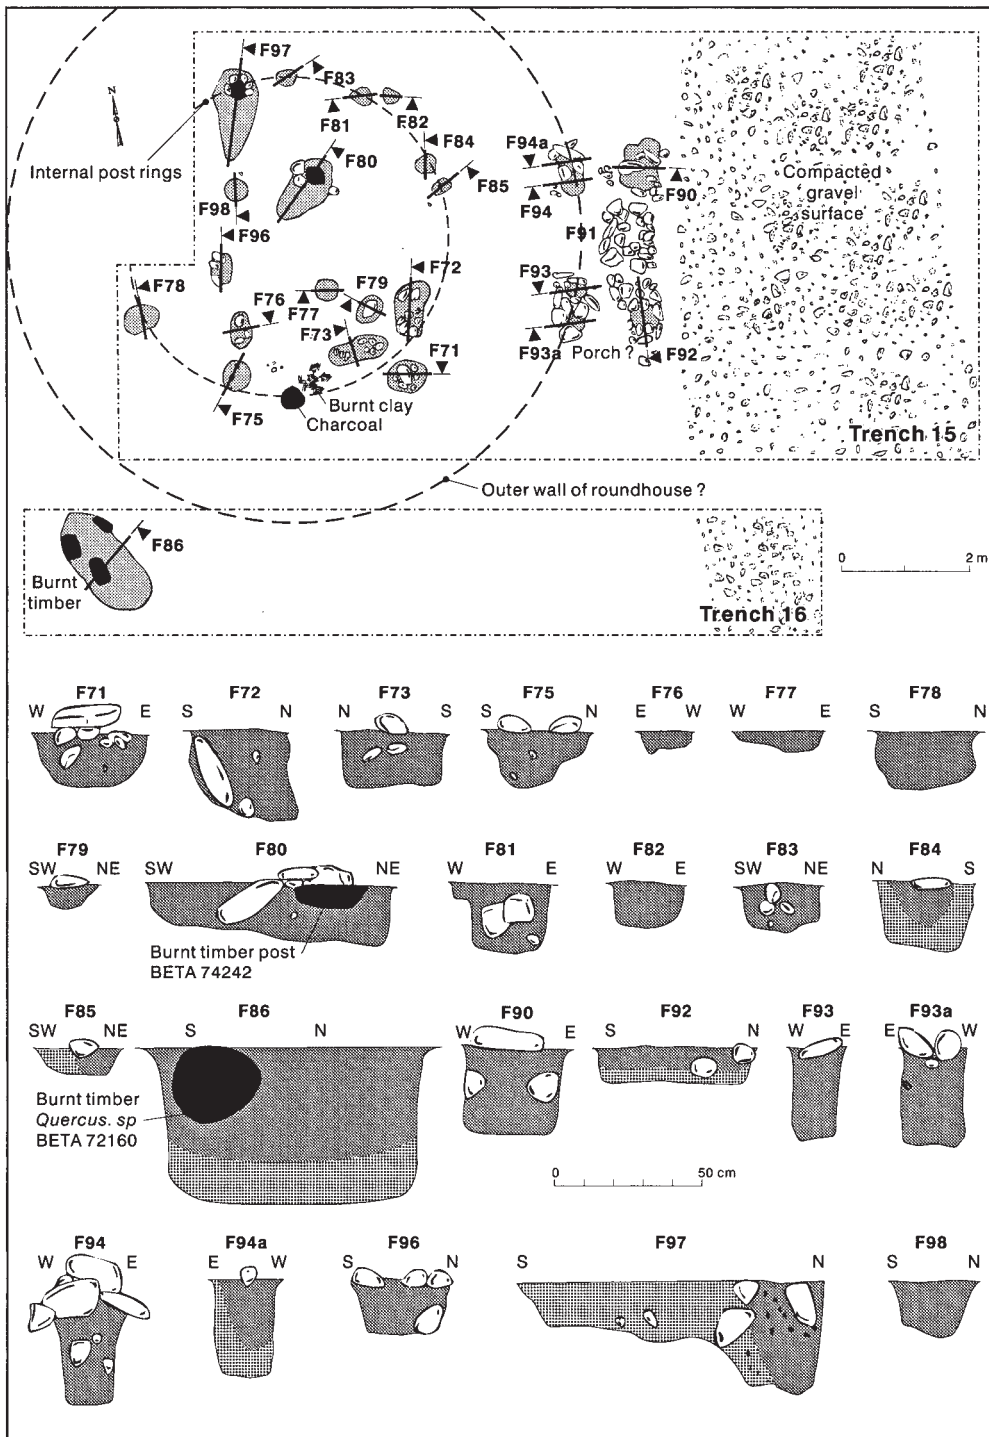 F97
F83
N
F81
F82
F84
F94a
Internal post rings
F80
F85
F94
F90
Compacted
gravel
surface
F98
F96
F91
F78
F72
F79
F93
F76
F77
F73
F93a
Porch ?
F92
F71
F75
Burnt clay
Charcoal
Trench 15
Outer wall of roundhouse ?
F86
Burnt
timber
0 2 m
Trench 16
F71 F72 F73 F75 F76 F77 F78
W E S N N S S N E W W E S N
F79 F80 F81 F82 F83 F84
SW NE SW NE W E W E SW NE N S
Burnt timber post
BETA 74242
F85 F86 F90 F92 F93 F93a
SW NE S N W E S N W E E W
Burnt timber
Quercus. sp
BETA 72160
0 50 cm
F94 F94a F96 F97 F98
W E E W S N S N S N